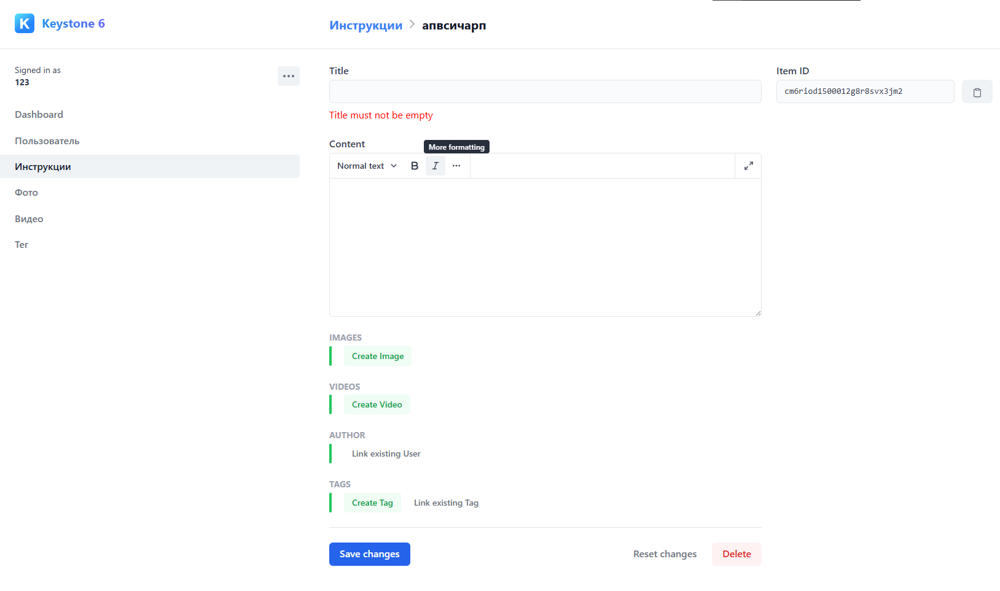 K Keystone 6
Инструкции > апвсичарп
Signed in as
123
Dashboard
Пользователь
Инструкции
Фото
Видео
Тег
Title
Title must not be empty
Item ID
cm6riod1500012g8r8svx3jm2
Content
More formatting
Normal text B I ...
IMAGES
Create Image
VIDEOS
Create Video
AUTHOR
Link existing User
TAGS
Create Tag Link existing Tag
Save changes Reset changes Delete